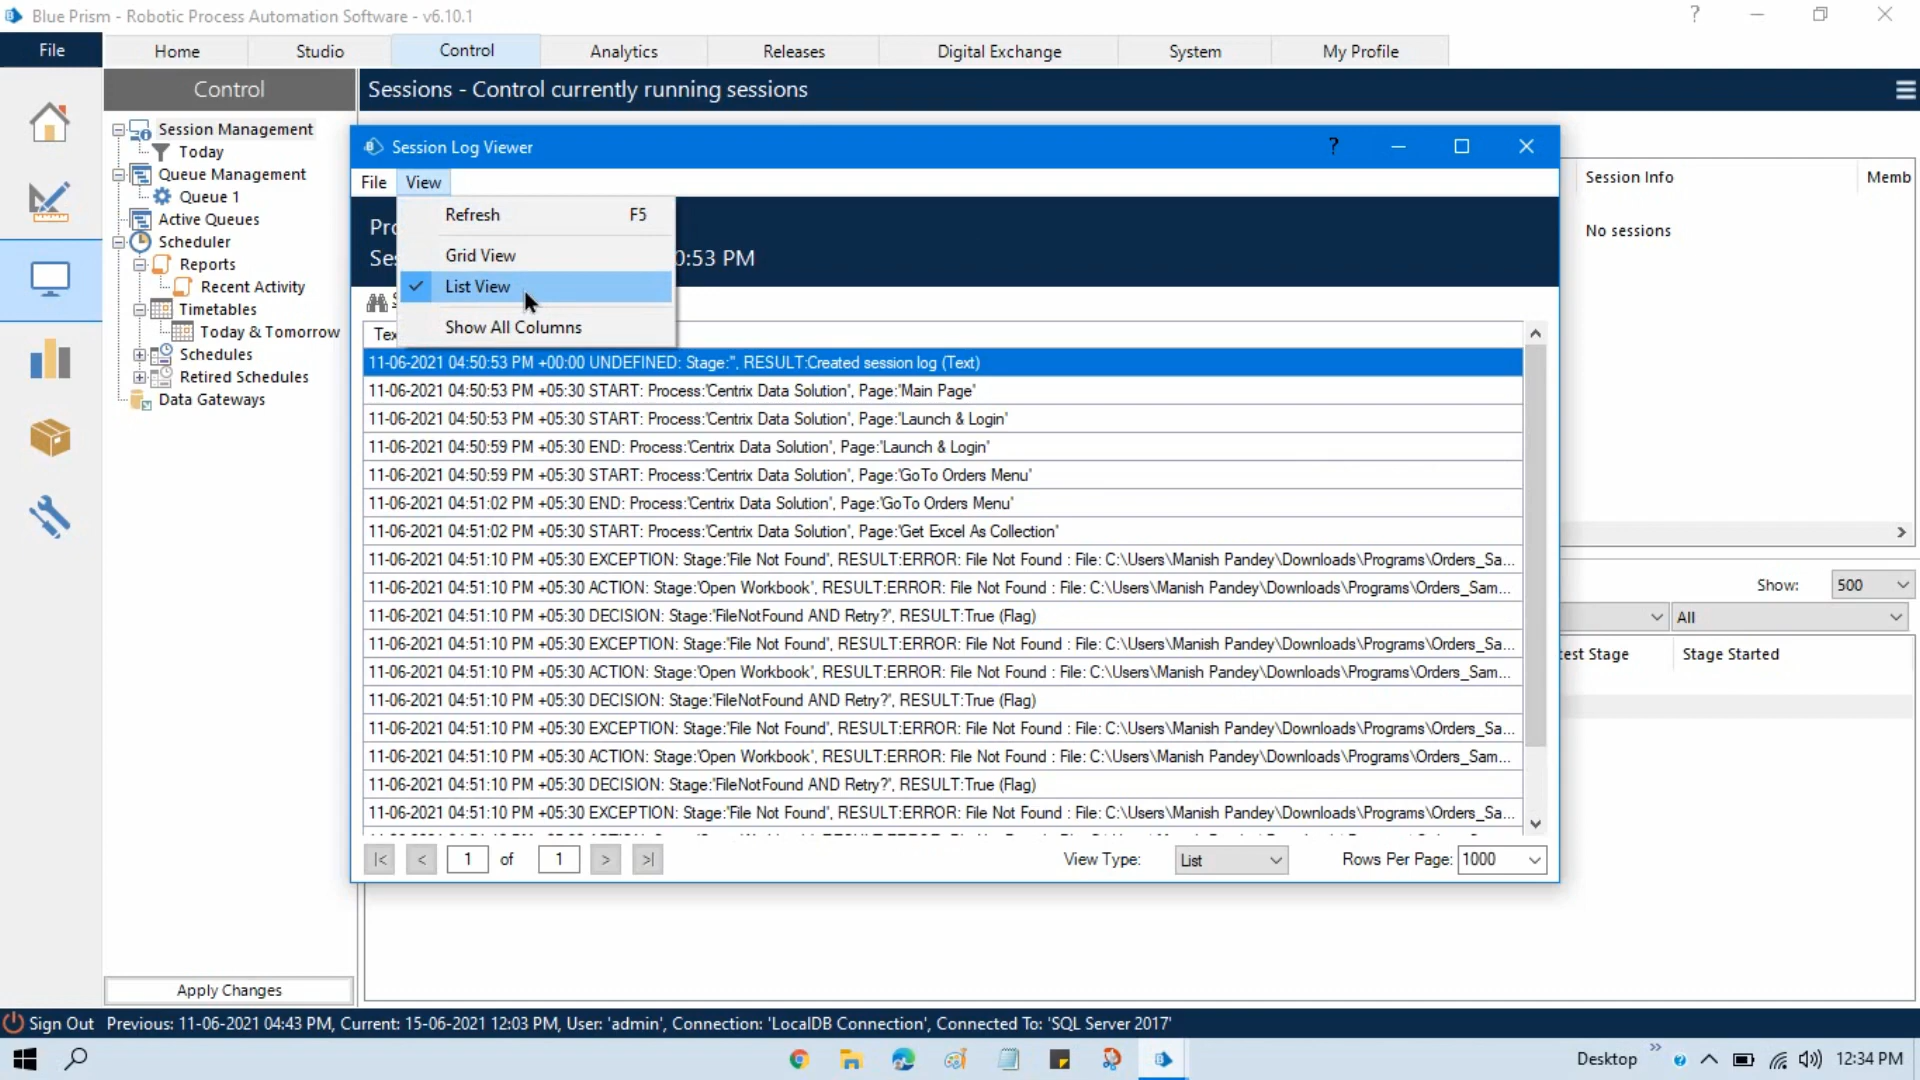 Blue Prism - Robotic Process Automation Software - v6.10.1
File
Home
Studio
Control
Analytics
Releases
Digital Exchange
System
My Profile
Control
Sessions - Control currently running sessions
Session Management
Today
Queue Management
Queue 1
Active Queues
Scheduler
Reports
Recent Activity
Timetables
Today & Tomorrow
Schedules
Retired Schedules
Data Gateways
Apply Changes
Session Log Viewer
File
View
Refresh F5
Grid View
List View
Show All Columns
0:53 PM
11-06-2021 04:50:53 PM +00:00 UNDEFINED: Stage:'', RESULT:Created session log (Text)
11-06-2021 04:50:53 PM +05:30 START: Process:'Centrix Data Solution', Page:'Main Page'
11-06-2021 04:50:53 PM +05:30 START: Process:'Centrix Data Solution', Page:'Launch & Login'
11-06-2021 04:50:59 PM +05:30 END: Process:'Centrix Data Solution', Page:'Launch & Login'
11-06-2021 04:50:59 PM +05:30 START: Process:'Centrix Data Solution', Page:'GoTo Orders Menu'
11-06-2021 04:51:02 PM +05:30 END: Process:'Centrix Data Solution', Page:'GoTo Orders Menu'
11-06-2021 04:51:02 PM +05:30 START: Process:'Centrix Data Solution', Page:'Get Excel As Collection'
11-06-2021 04:51:10 PM +05:30 EXCEPTION: Stage:'File Not Found', RESULT:ERROR: File Not Found : File: C:\Users\Manish Pandey\Downloads\Programs\Orders_Sa...
11-06-2021 04:51:10 PM +05:30 ACTION: Stage:'Open Workbook', RESULT:ERROR: File Not Found : File: C:\Users\Manish Pandey\Downloads\Programs\Orders_Sam...
11-06-2021 04:51:10 PM +05:30 DECISION: Stage:'FileNotFound AND Retry?', RESULT:True (Flag)
11-06-2021 04:51:10 PM +05:30 EXCEPTION: Stage:'File Not Found', RESULT:ERROR: File Not Found : File: C:\Users\Manish Pandey\Downloads\Programs\Orders_Sa...
11-06-2021 04:51:10 PM +05:30 ACTION: Stage:'Open Workbook', RESULT:ERROR: File Not Found : File: C:\Users\Manish Pandey\Downloads\Programs\Orders_Sam...
11-06-2021 04:51:10 PM +05:30 DECISION: Stage:'FileNotFound AND Retry?', RESULT:True (Flag)
11-06-2021 04:51:10 PM +05:30 EXCEPTION: Stage:'File Not Found', RESULT:ERROR: File Not Found : File: C:\Users\Manish Pandey\Downloads\Programs\Orders_Sa...
11-06-2021 04:51:10 PM +05:30 ACTION: Stage:'Open Workbook', RESULT:ERROR: File Not Found : File: C:\Users\Manish Pandey\Downloads\Programs\Orders_Sam...
11-06-2021 04:51:10 PM +05:30 DECISION: Stage:'FileNotFound AND Retry?', RESULT:True (Flag)
11-06-2021 04:51:10 PM +05:30 EXCEPTION: Stage:'File Not Found', RESULT:ERROR: File Not Found : File: C:\Users\Manish Pandey\Downloads\Programs\Orders_Sa...
1 of 1
View Type: List
Rows Per Page: 1000
Session Info
Memb
No sessions
Show: 500
All
test Stage
Stage Started
Sign Out Previous: 11-06-2021 04:43 PM, Current: 15-06-2021 12:03 PM, User: 'admin', Connection: 'LocalDB Connection', Connected To: 'SQL Server 2017'
Desktop
12:34 PM